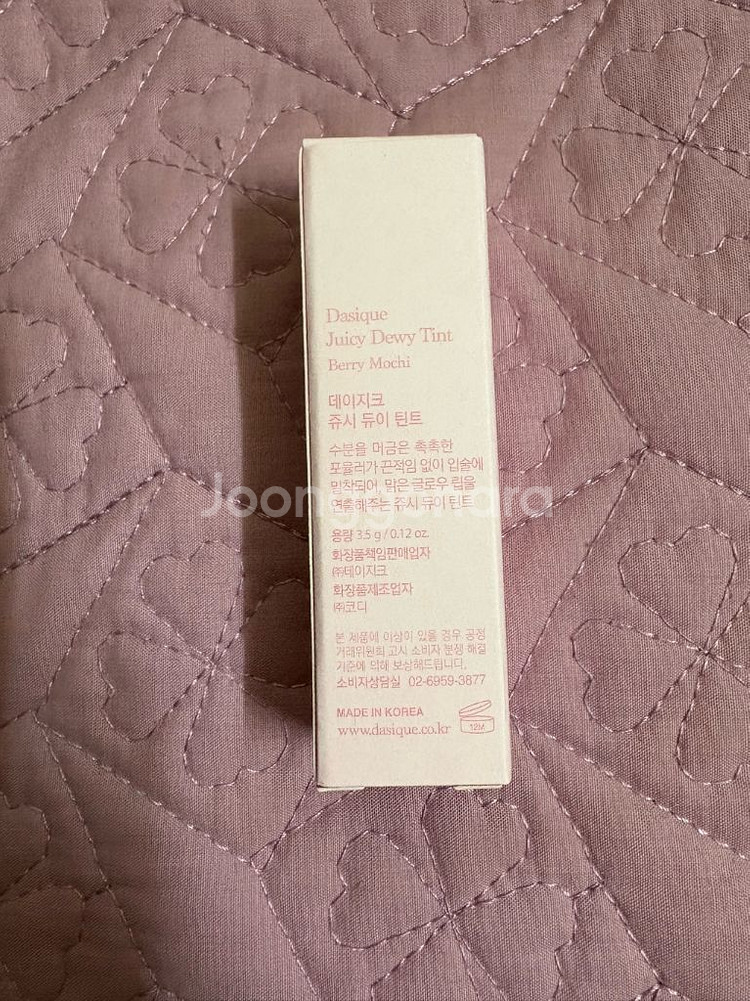 Dasique
Juicy Dewy Tint
Berry Mochi
데이지크
쥬시 듀이 틴트
수분을 머금은 촉촉한
포뮬러가 끈적임 없이 입술에
밀착되어, 맑은 글로우 립을
연출해주는 쥬시 듀이 틴트
Joonggonara
용량 3.5 g / 0.12 oz.
화장품책임판매업자
㈜데이지크
화장품제조업자
㈜코디
본 제품에 이상이 있을 경우 공정
거래위원회 고시 소비자 분쟁 해결
기준에 의해 보상해드립니다.
소비자상담실 02-6959-3877
MADE IN KOREA
www.dasique.co.kr
12M